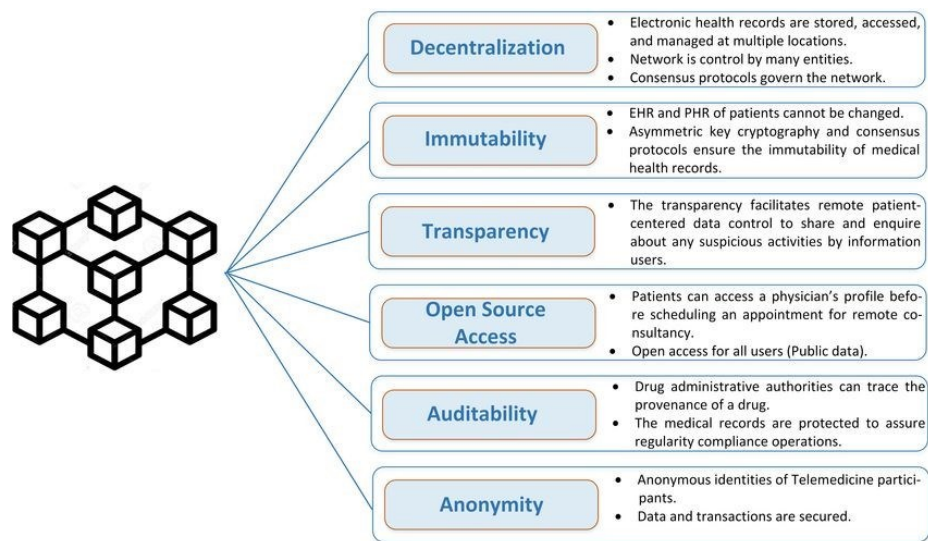 Decentralization
• Electronic health records are stored, accessed,
and managed at multiple locations.
• Network is control by many entities.
• Consensus protocols govern the network.
Immutability
• EHR and PHR of patients cannot be changed.
• Asymmetric key cryptography and consensus
protocols ensure the immutability of medical
health records.
Transparency
• The transparency facilitates remote patient-
centered data control to share and enquire
about any suspicious activities by information
users.
Open Source
Access
• Patients can access a physician’s profile befo-
re scheduling an appointment for remote co-
nsultancy.
• Open access for all users (Public data).
Auditability
• Drug administrative authorities can trace the
provenance of a drug.
• The medical records are protected to assure
regularity compliance operations.
Anonymity
• Anonymous identities of Telemedicine partici-
pants.
• Data and transactions are secured.